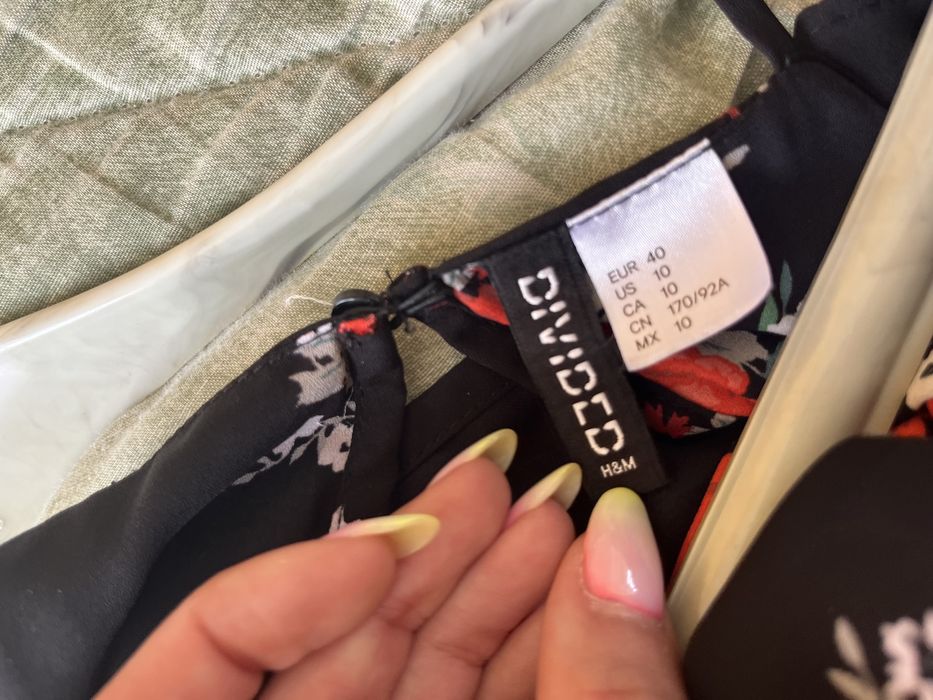 DIVIDED
H&M
EUR 40
US 10
CA 10
CN 170/92A
MX 10